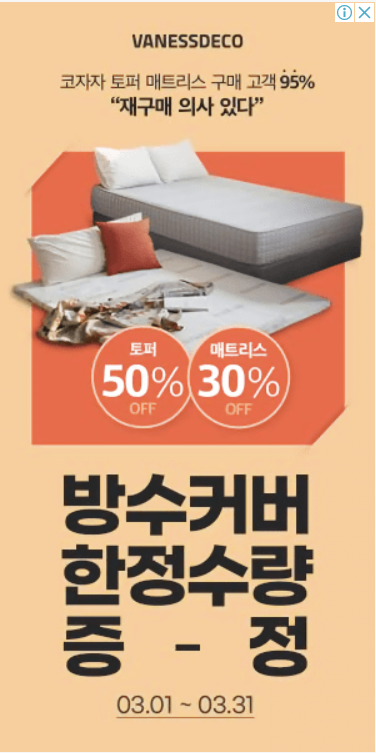 VANESSDECO
코자자 토퍼 매트리스 구매 고객 95%
“재구매 의사 있다”
토퍼
50%
OFF
매트리스
30%
OFF
방수커버
한정수량
증 - 정
03.01 ~ 03.31